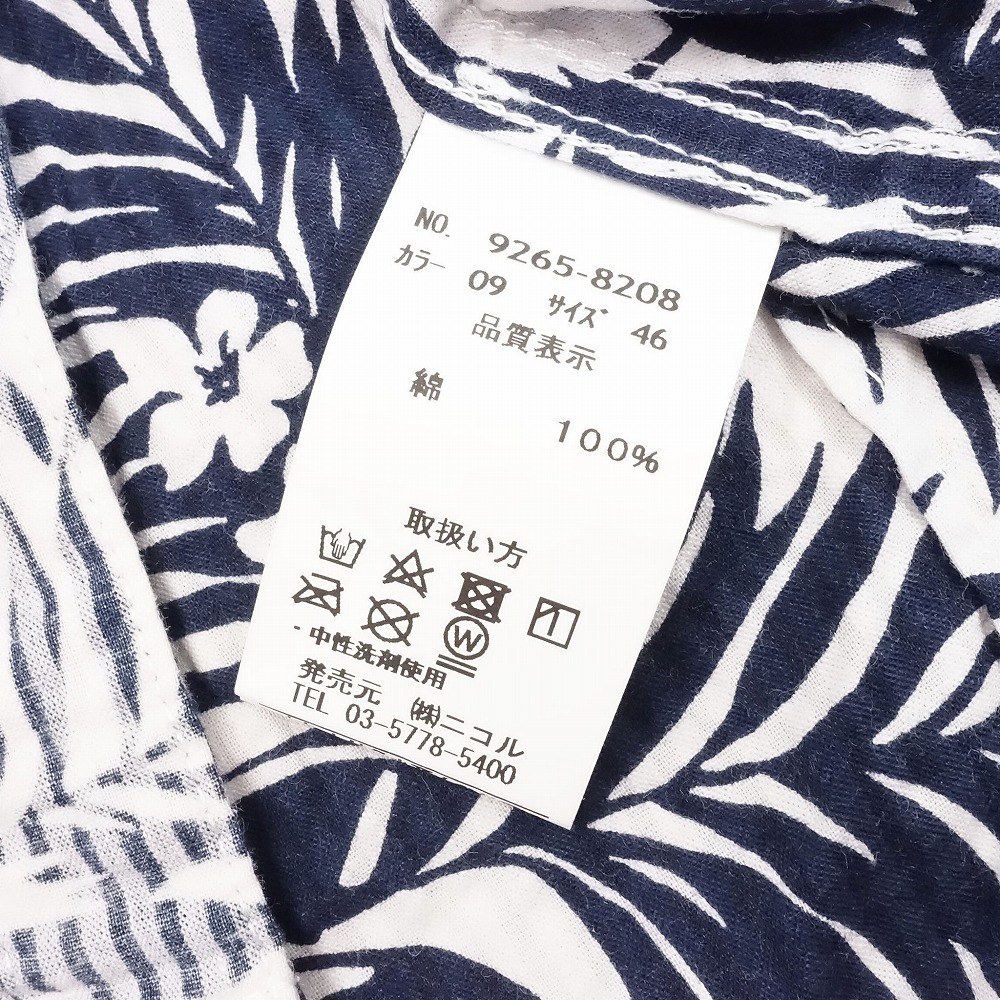 NO. 9265-8208
カラー 09 サイズ 46
品質表示
綿
100%
取扱い方
W
・中性洗剤使用
発売元 ㈱ニコル
TEL 03-5778-5400